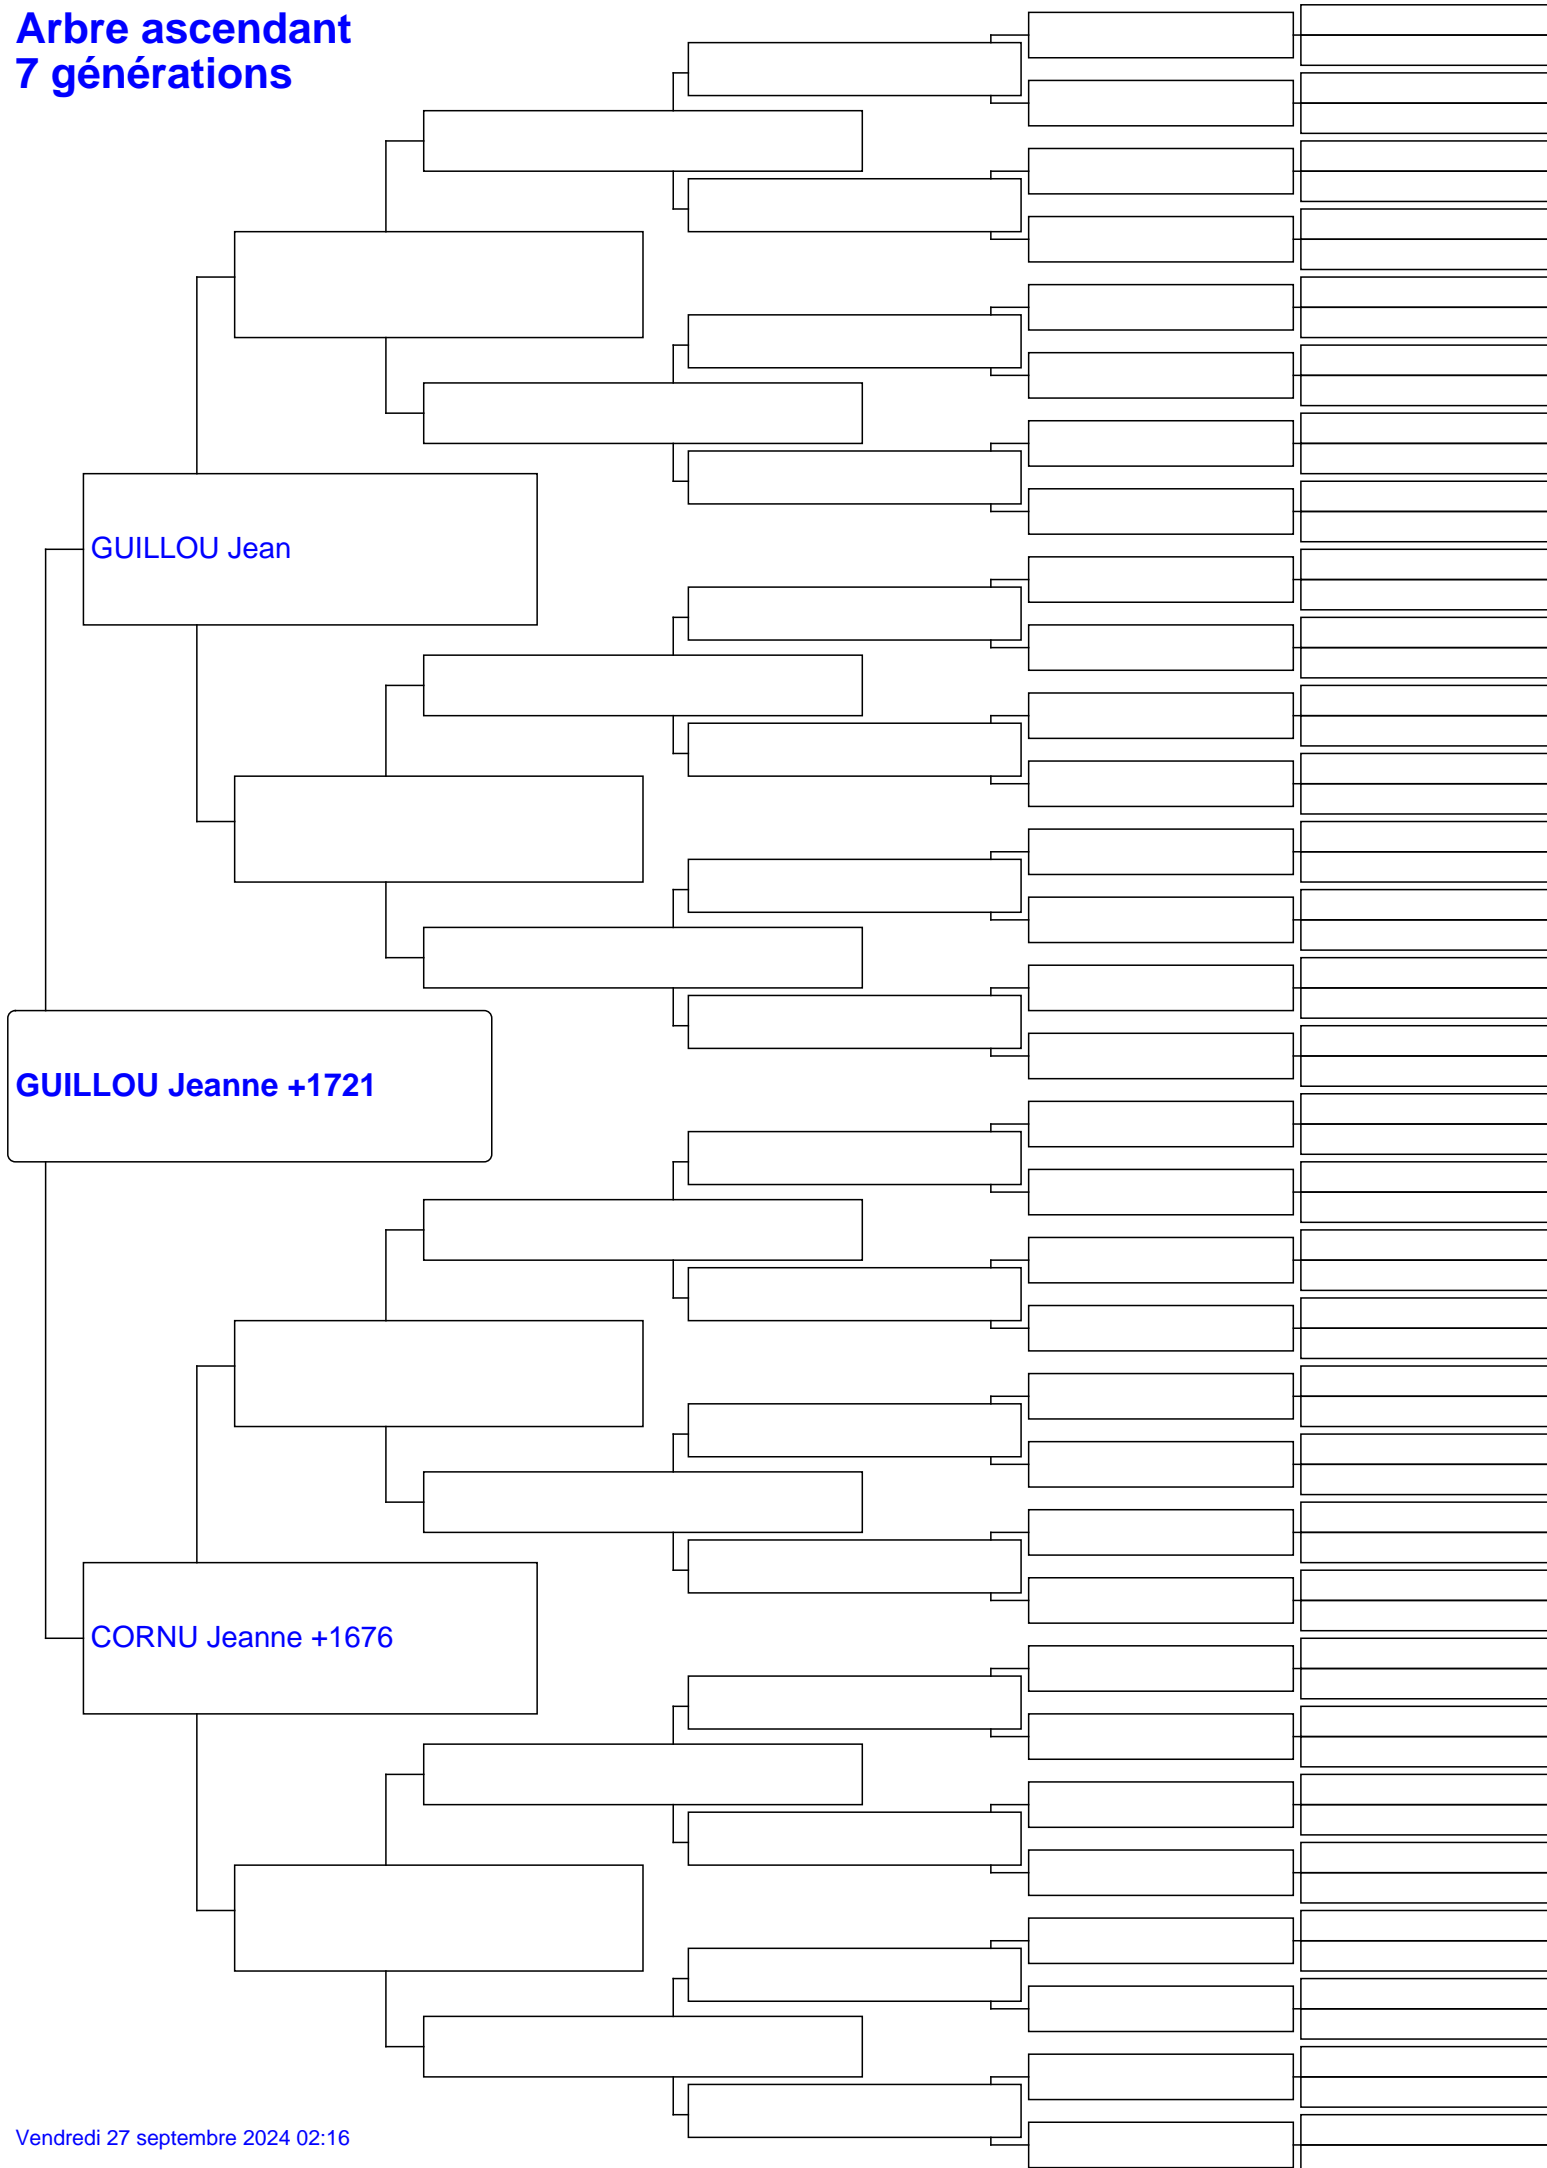 Arbre ascendant
7 générations
GUILLOU Jean
GUILLOU Jeanne +1721
CORNU Jeanne +1676
Vendredi 27 septembre 2024 02:16